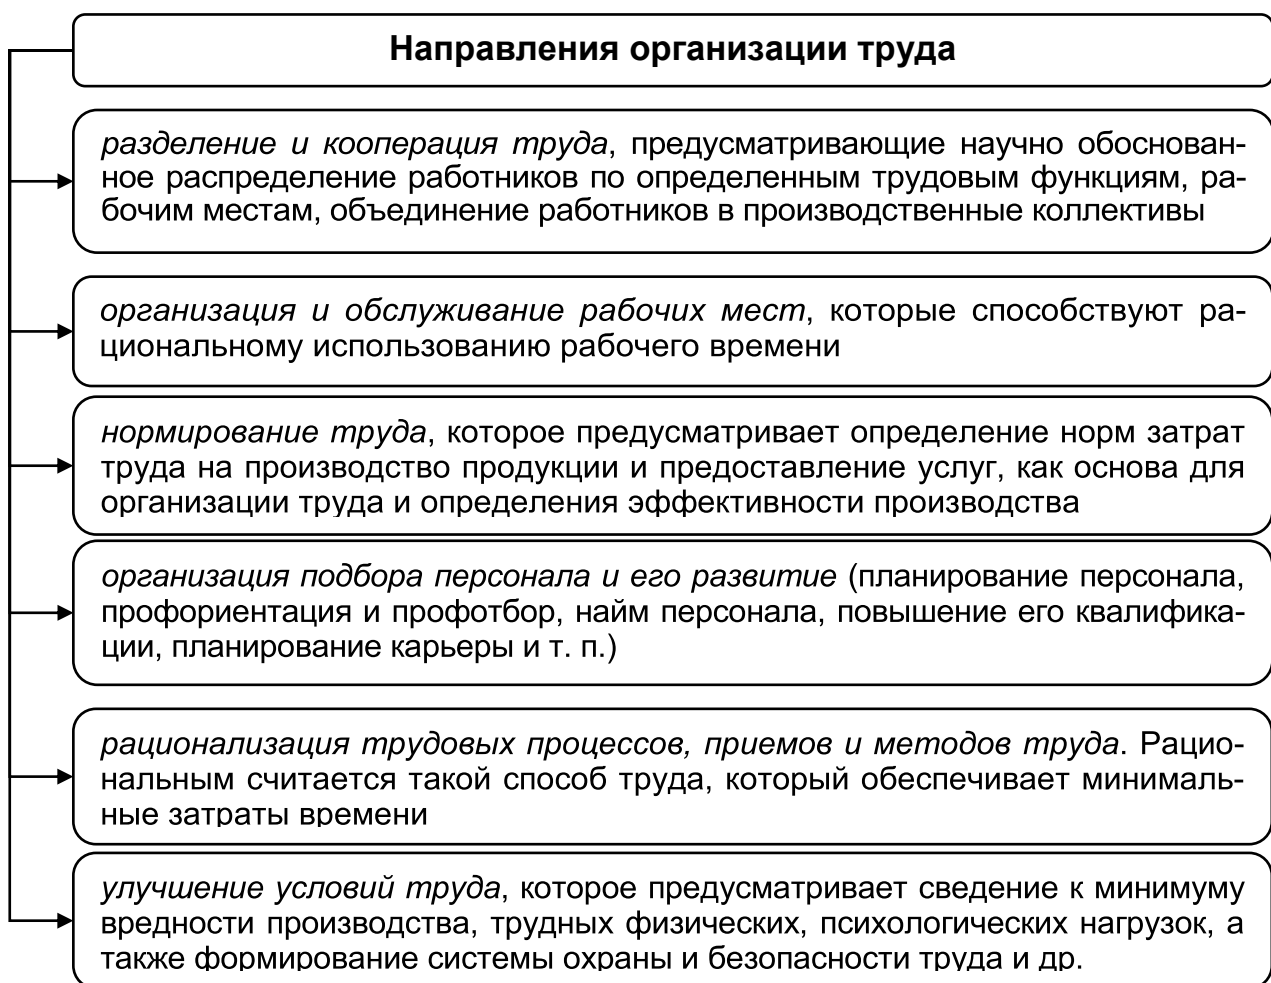 Направления организации труда
разделение и кооперация труда, предусматривающие научно обоснован-
ное распределение работников по определенным трудовым функциям, ра-
бочим местам, объединение работников в производственные коллективы
организация и обслуживание рабочих мест, которые способствуют ра-
циональному использованию рабочего времени
нормирование труда, которое предусматривает определение норм затрат
труда на производство продукции и предоставление услуг, как основа для
организации труда и определения эффективности производства
организация подбора персонала и его развитие (планирование персонала,
профориентация и профотбор, найм персонала, повышение его квалифика-
ции, планирование карьеры и т. п.)
рационализация трудовых процессов, приемов и методов труда. Рацио-
нальным считается такой способ труда, который обеспечивает минималь-
ные затраты времени
улучшение условий труда, которое предусматривает сведение к минимуму
вредности производства, трудных физических, психологических нагрузок, а
также формирование системы охраны и безопасности труда и др.